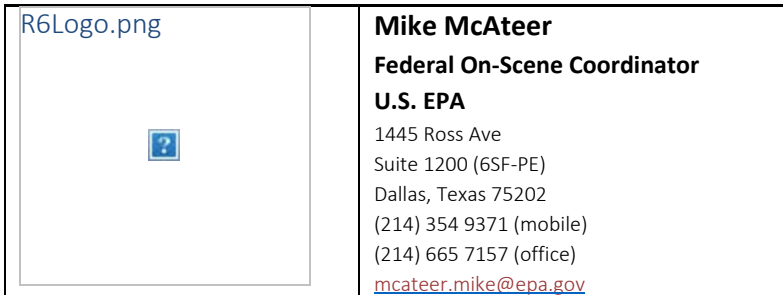 R6Logo.png
Mike McAteer
Federal On-Scene Coordinator
U.S. EPA
1445 Ross Ave
Suite 1200 (6SF-PE)
Dallas, Texas 75202
(214) 354 9371 (mobile)
(214) 665 7157 (office)
mcateer.mike@epa.gov